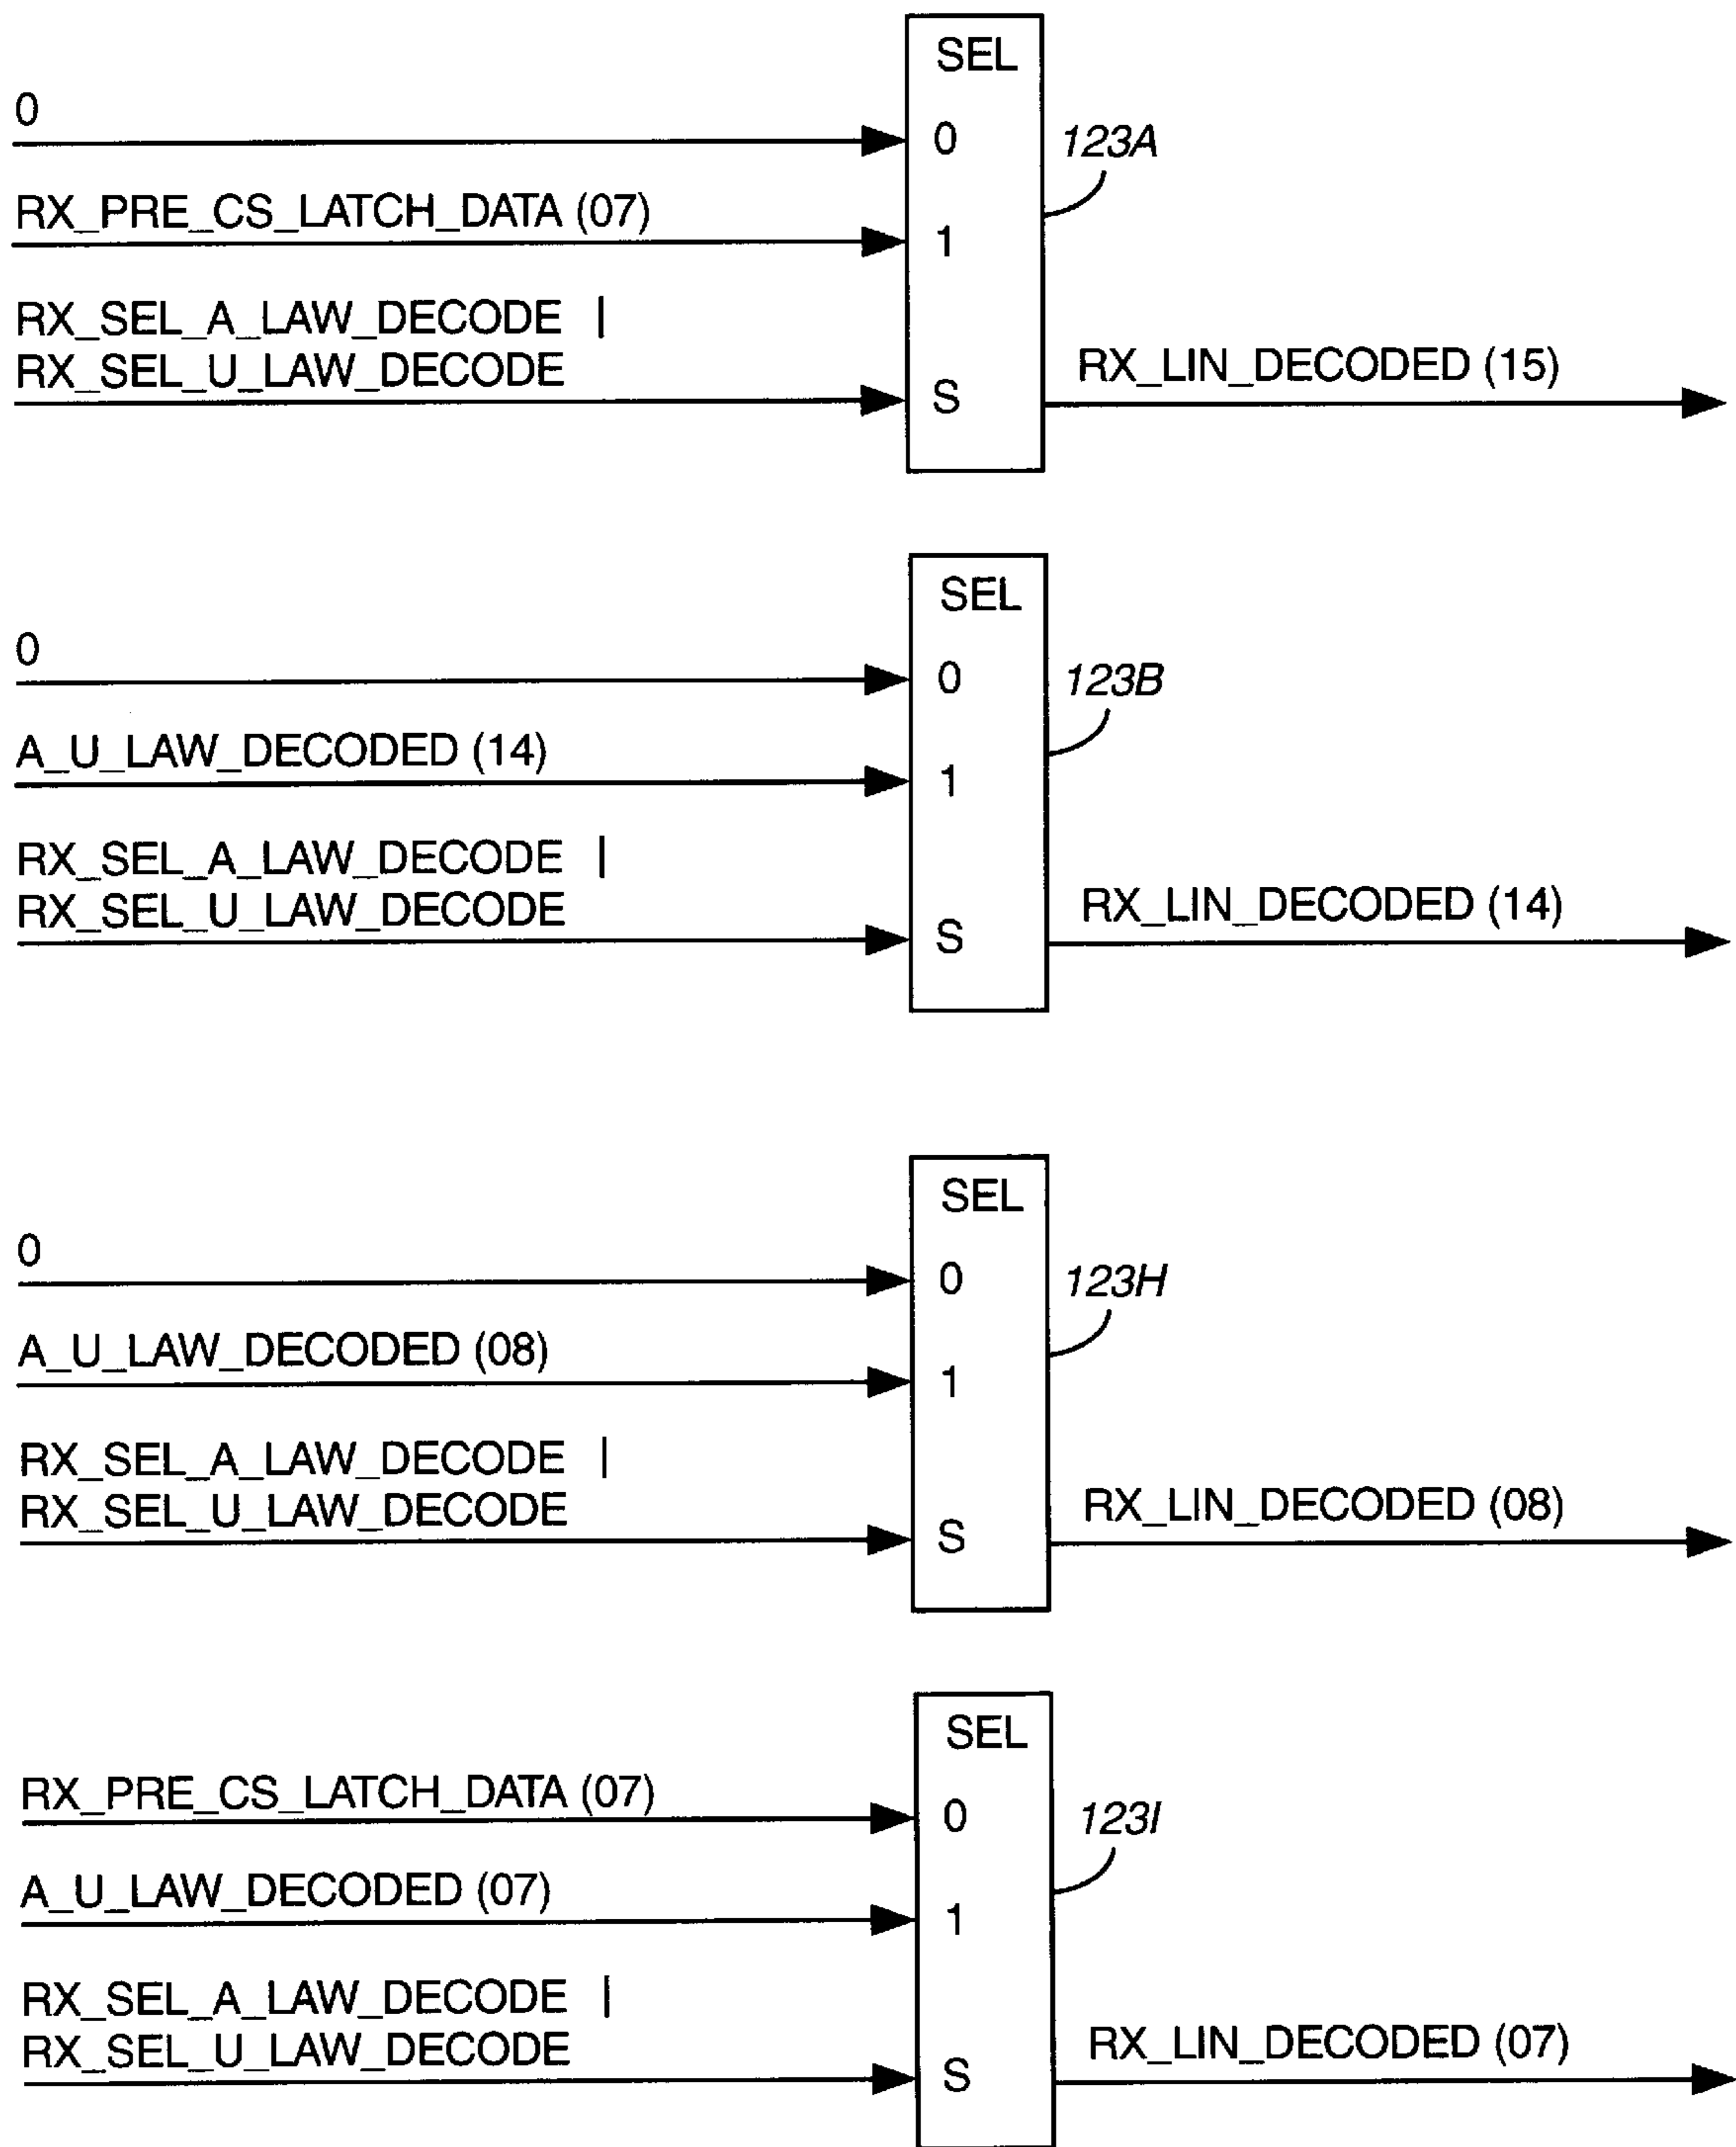 SEL
0
0
123A
RX_PRE_CS_LATCH_DATA (07)
1
RX_SEL_A_LAW_DECODE |
RX_SEL_U_LAW_DECODE
S
RX_LIN_DECODED (15)
SEL
0
0
123B
A_U_LAW_DECODED (14)
1
RX_SEL_A_LAW_DECODE |
RX_SEL_U_LAW_DECODE
S
RX_LIN_DECODED (14)
SEL
0
0
123H
A_U_LAW_DECODED (08)
1
RX_SEL_A_LAW_DECODE |
RX_SEL_U_LAW_DECODE
S
RX_LIN_DECODED (08)
SEL
RX_PRE_CS_LATCH_DATA (07)
0
123I
A_U_LAW_DECODED (07)
1
RX_SEL_A_LAW_DECODE |
RX_SEL_U_LAW_DECODE
S
RX_LIN_DECODED (07)